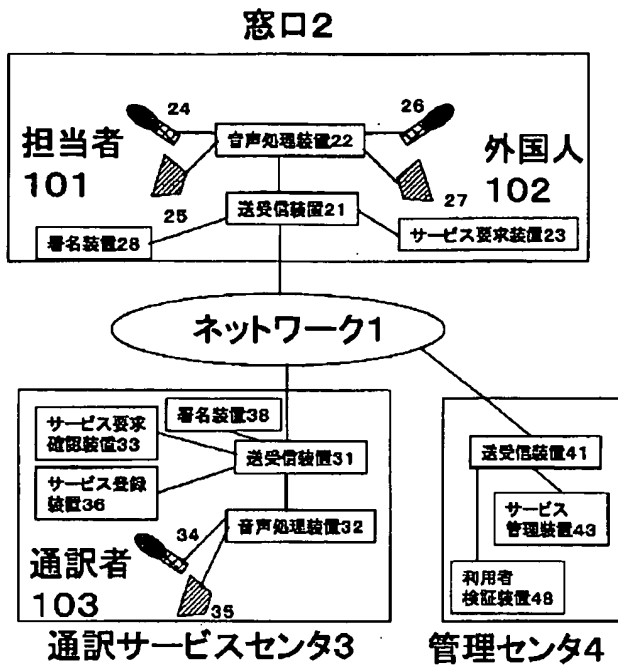 窓口2
24
26
担当者
101
音声処理装置22
外国人
102
25
送受信装置21
27
署名装置28
サービス要求装置23
ネットワーク1
サービス要求
確認装置33
署名装置38
送受信装置31
サービス登録
装置36
34
音声処理装置32
通訳者
103
35
通訳サービスセンタ3
送受信装置41
サービス
管理装置43
利用者
検証装置48
管理センタ4